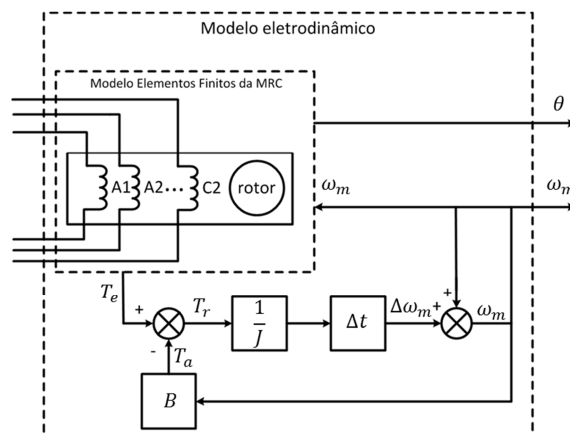 Modelo eletrodinâmico
Modelo Elementos Finitos da MRC
θ
A1 A2... C2 rotor
ω_m
ω_m
T_e
+
T_r
1/J
Δt
Δω_m
+
+
ω_m
-
T_a
B